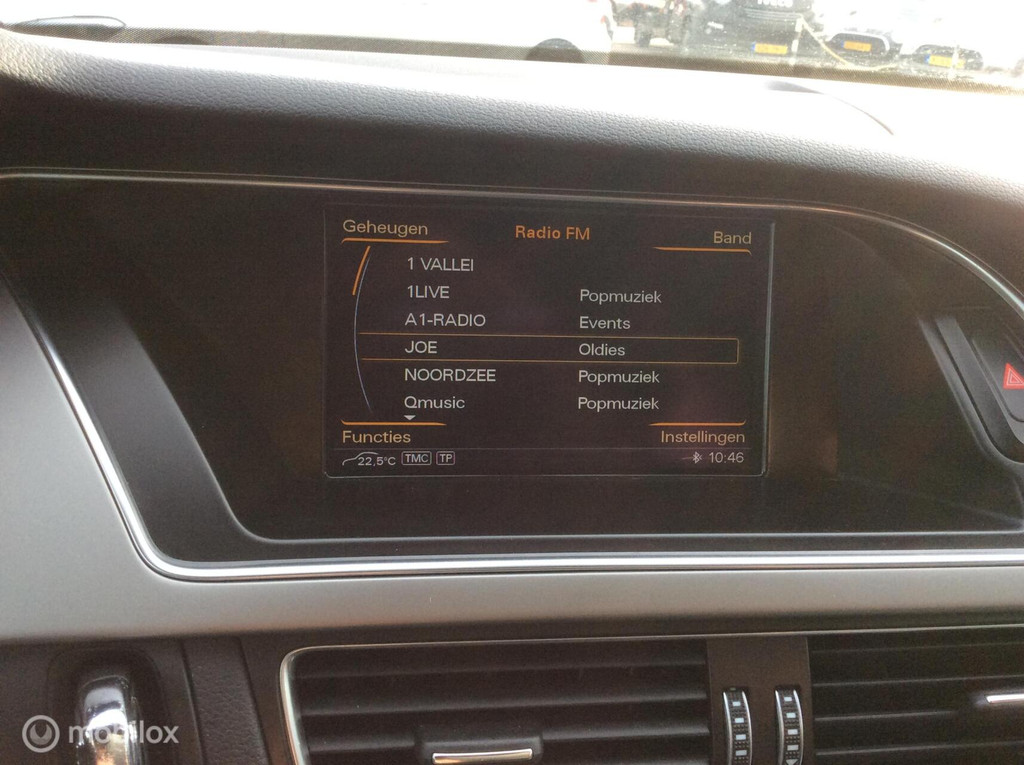 Geheugen Radio FM Band
1 VALLEI
1LIVE Popmuziek
A1-RADIO Events
JOE Oldies
NOORDZEE Popmuziek
Qmusic Popmuziek
Functies Instellingen
22,5°C TMC TP 10:46
mobilox